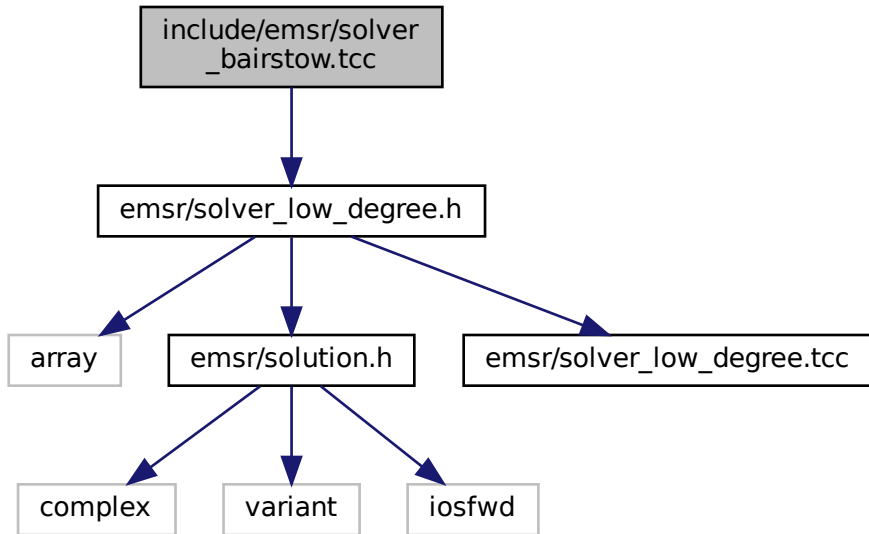 include/emsr/solver
_bairstow.tcc
emsr/solver_low_degree.h
array
emsr/solution.h
emsr/solver_low_degree.tcc
complex
variant
iosfwd